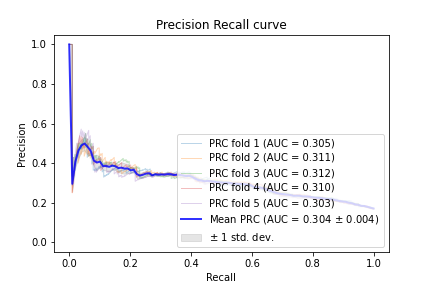 Precision Recall curve
1.0
0.8
0.6
0.4
0.2
0.0
Precision
PRC fold 1 (AUC = 0.305)
PRC fold 2 (AUC = 0.311)
PRC fold 3 (AUC = 0.312)
PRC fold 4 (AUC = 0.310)
PRC fold 5 (AUC = 0.303)
Mean PRC (AUC = 0.304 ± 0.004)
± 1 std. dev.
0.0 0.2 0.4 0.6 0.8 1.0
Recall